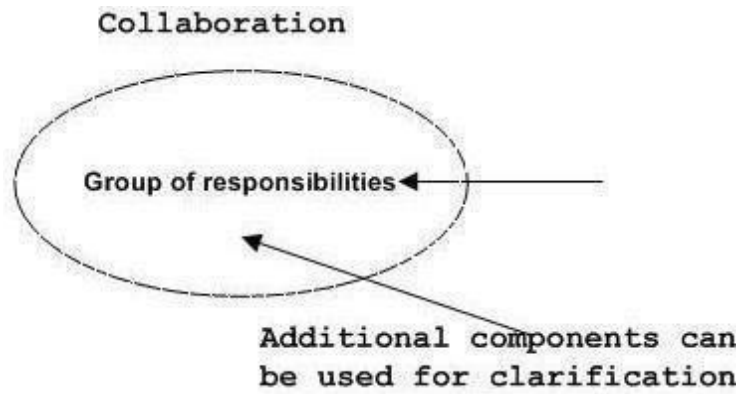 Collaboration
Group of responsibilities
Additional components can
be used for clarification